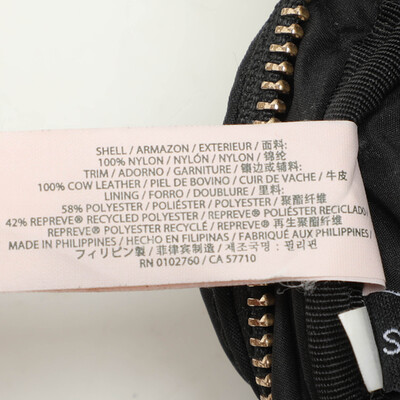 SHELL / ARMAZON / EXTERIEUR / 面料:
100% NYLON / NYLÓN / NYLON / 锦纶
TRIM / ADORNO / GARNITURE / 镶边或辅料:
100% COW LEATHER / PIEL DE BOVINO / CUIR DE VACHE / 牛皮
LINING / FORRO / DOUBLURE / 里料:
58% POLYESTER / POLIÉSTER / POLYESTER / 聚酯纤维
42% REPREVE® RECYCLED POLYESTER / REPREVE® POLIÉSTER RECICLADO /
REPREVE® POLYESTER RECYCLÉ / REPREVE® 再生聚酯纤维
MADE IN PHILIPPINES / HECHO EN FILIPINAS / FABRIQUÉ AUX PHILIPPINES /
フィリピン製 / 菲律宾制造 / 제조국명 : 필리핀
RN 0102760 / CA 57710
S